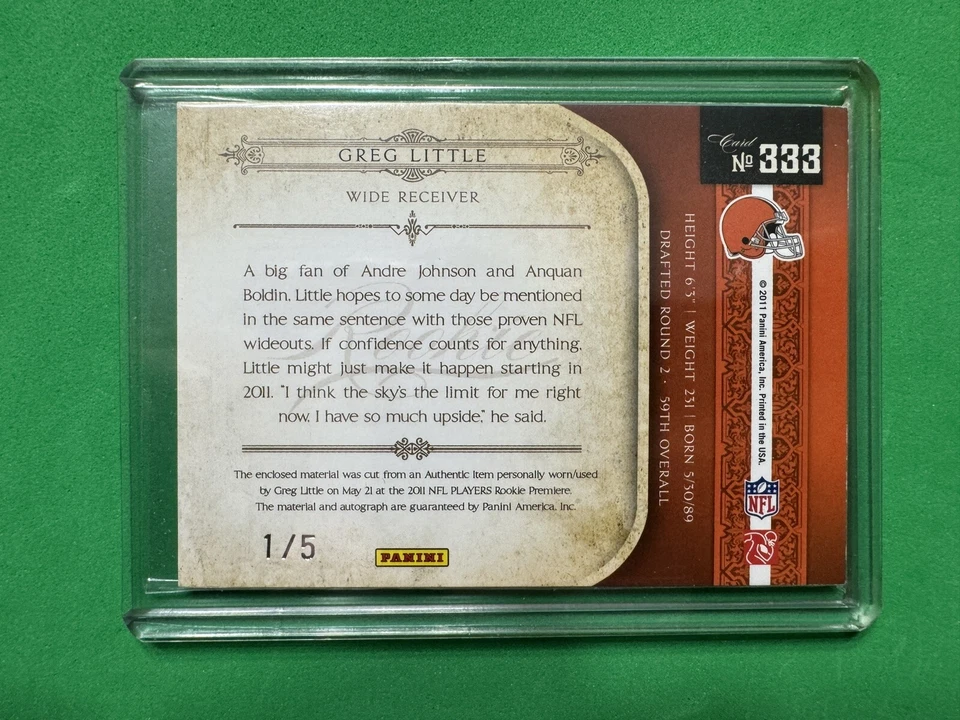 GREG LITTLE
WIDE RECEIVER
A big fan of Andre Johnson and Anquan
Boldin, Little hopes to some day be mentioned
in the same sentence with those proven NFL
wideouts. If confidence counts for anything,
Little might just make it happen starting in
2011. "I think the sky's the limit for me right
now. I have so much upside," he said.
Rookie
The enclosed material was cut from an Authentic Item personally worn/used
by Greg Little on May 21 at the 2011 NFL PLAYERS Rookie Premiere.
The material and autograph are guaranteed by Panini America, Inc.
1/5
PANINI
Card
No 333
HEIGHT 6'3" | WEIGHT 231 | BORN 5/30/89
DRAFTED ROUND 2 · 59TH OVERALL
© 2011 Panini America, Inc. Printed in the USA.
NFL